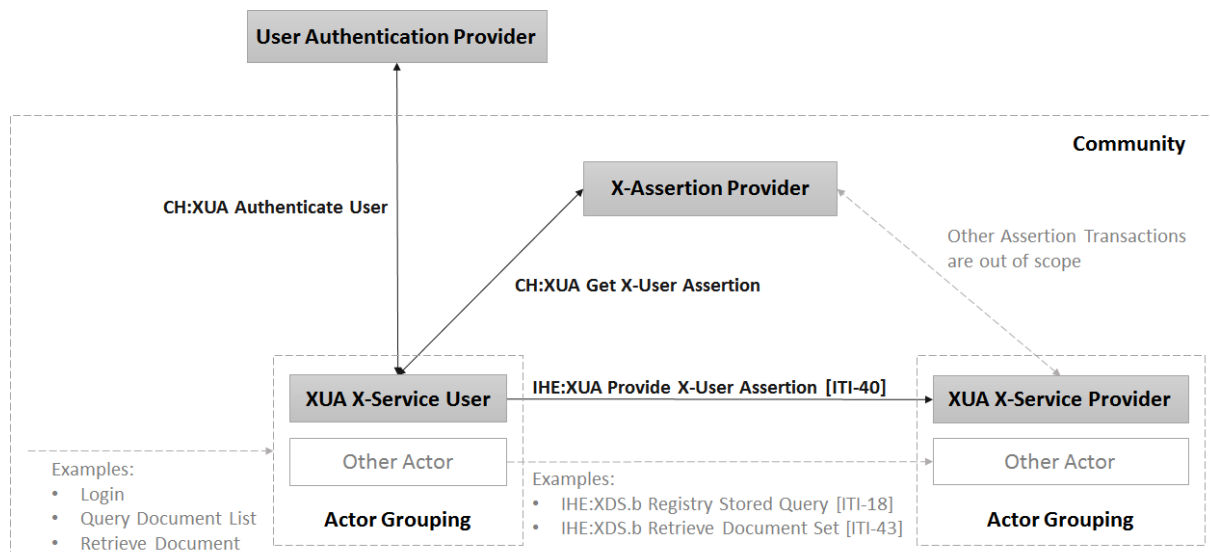 User Authentication Provider
Community
X-Assertion Provider
CH:XUA Authenticate User
Other Assertion Transactions
are out of scope
CH:XUA Get X-User Assertion
XUA X-Service User
IHE:XUA Provide X-User Assertion [ITI-40]
XUA X-Service Provider
Other Actor
Other Actor
Examples:
• Login
• Query Document List
• Retrieve Document
Actor Grouping
Examples:
• IHE:XDS.b Registry Stored Query [ITI-18]
• IHE:XDS.b Retrieve Document Set [ITI-43]
Actor Grouping